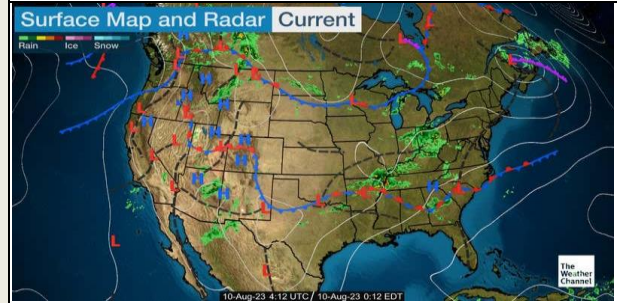 Surface Map and Radar Current
Rain Ice Snow
The
Weather
Channel
10-Aug-23 4:12 UTC / 10-Aug-23 0:12 EDT